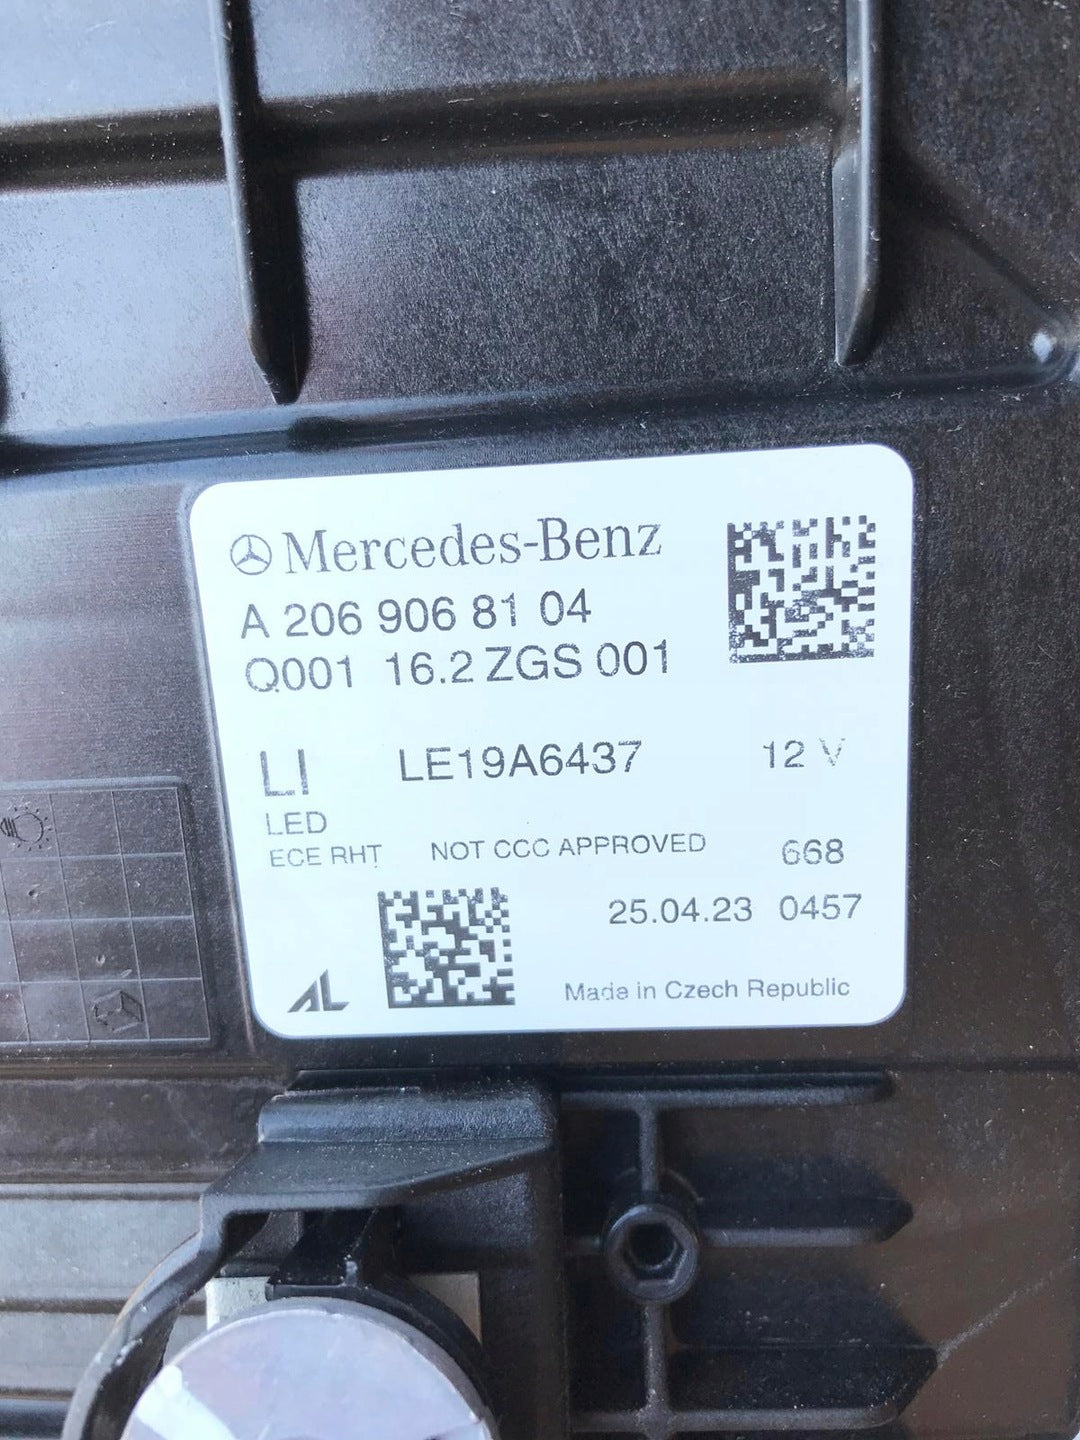 Mercedes-Benz
A 206 906 81 04
Q001 16.2 ZGS 001
LI LE19A6437 12 V
LED
ECE RHT NOT CCC APPROVED 668
25.04.23 0457
AL Made in Czech Republic